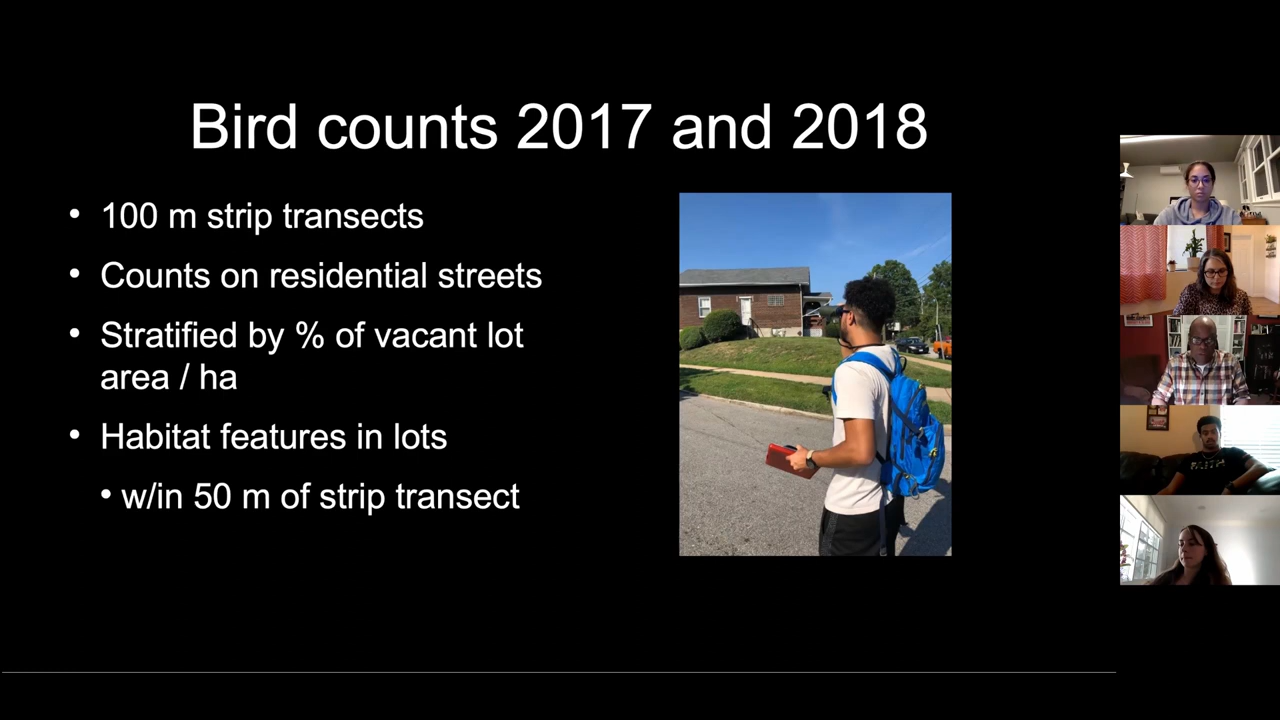 Bird counts 2017 and 2018
• 100 m strip transects
• Counts on residential streets
• Stratified by % of vacant lot
area / ha
• Habitat features in lots
• w/in 50 m of strip transect